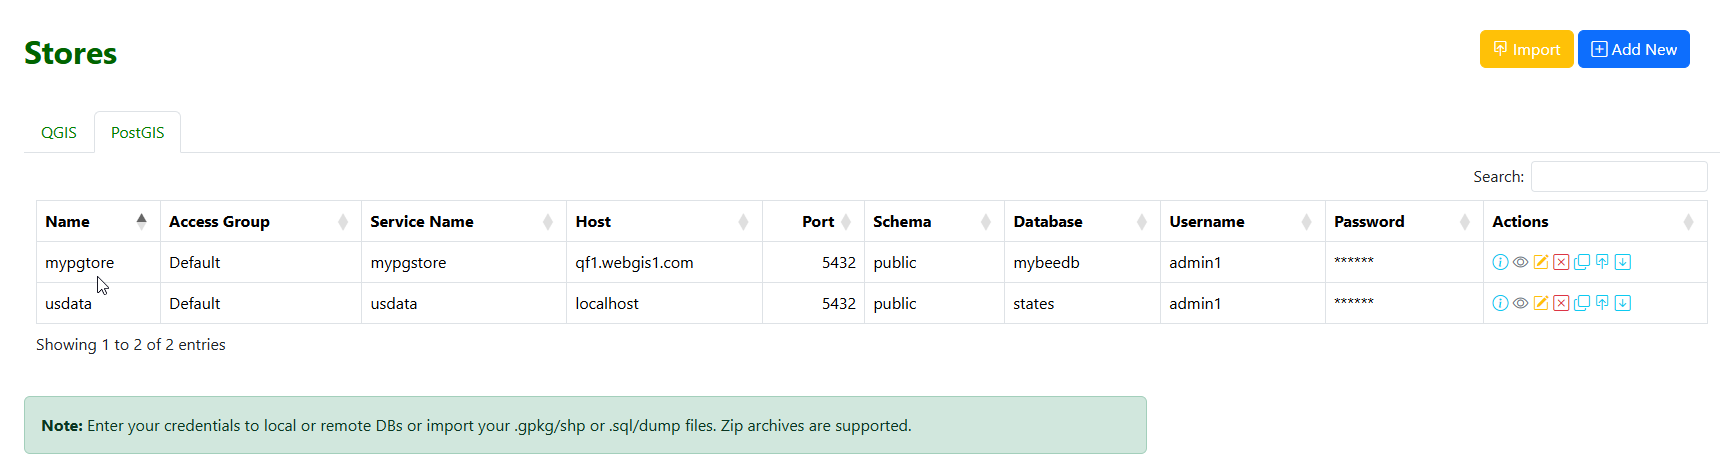 Stores
Import Add New
QGIS PostGIS
Search:
Name Access Group Service Name Host Port Schema Database Username Password Actions
mypgtore Default mypgstore qf1.webgis1.com 5432 public mybeedb admin1 ******
usdata Default usdata localhost 5432 public states admin1 ******
Showing 1 to 2 of 2 entries
Note: Enter your credentials to local or remote DBs or import your .gpkg/shp or .sql/dump files. Zip archives are supported.